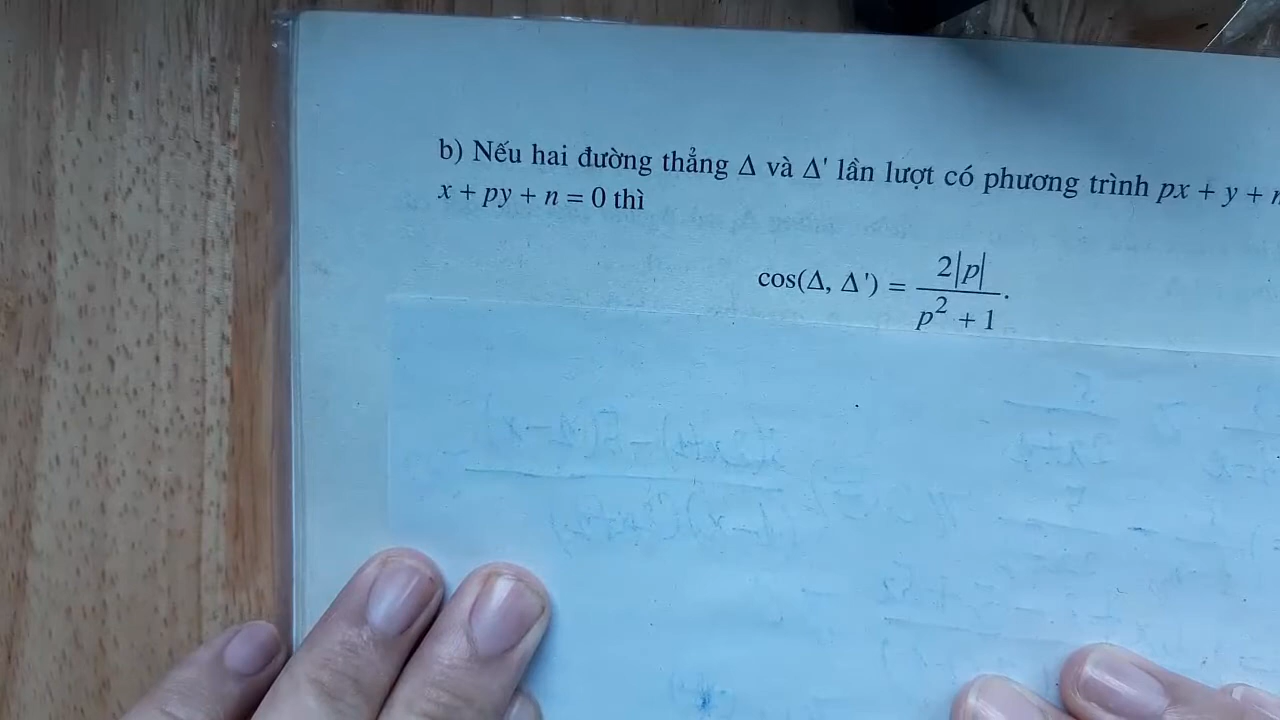 b) Nếu hai đường thẳng Δ và Δ' lần lượt có phương trình px + y +
x + py + n = 0 thì
cos(Δ, Δ') = 2|p| / (p² + 1).